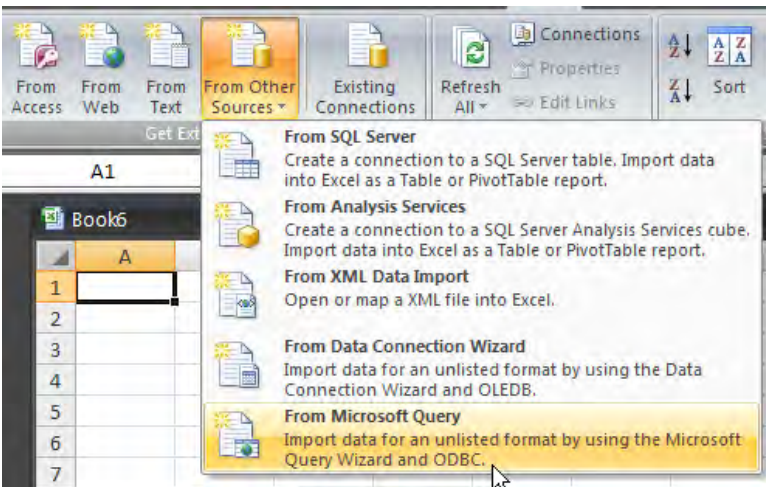 Connections
Properties
Edit Links
From Access
From Web
From Text
From Other Sources
Existing Connections
Refresh All
A Z
Z A
A Z
Z A
Sort
Get Ext
A1
Book6
A
1
2
3
4
5
6
7
From SQL Server
Create a connection to a SQL Server table. Import data
into Excel as a Table or PivotTable report.
From Analysis Services
Create a connection to a SQL Server Analysis Services cube.
Import data into Excel as a Table or PivotTable report.
From XML Data Import
Open or map a XML file into Excel.
From Data Connection Wizard
Import data for an unlisted format by using the Data
Connection Wizard and OLEDB.
From Microsoft Query
Import data for an unlisted format by using the Microsoft
Query Wizard and ODBC.